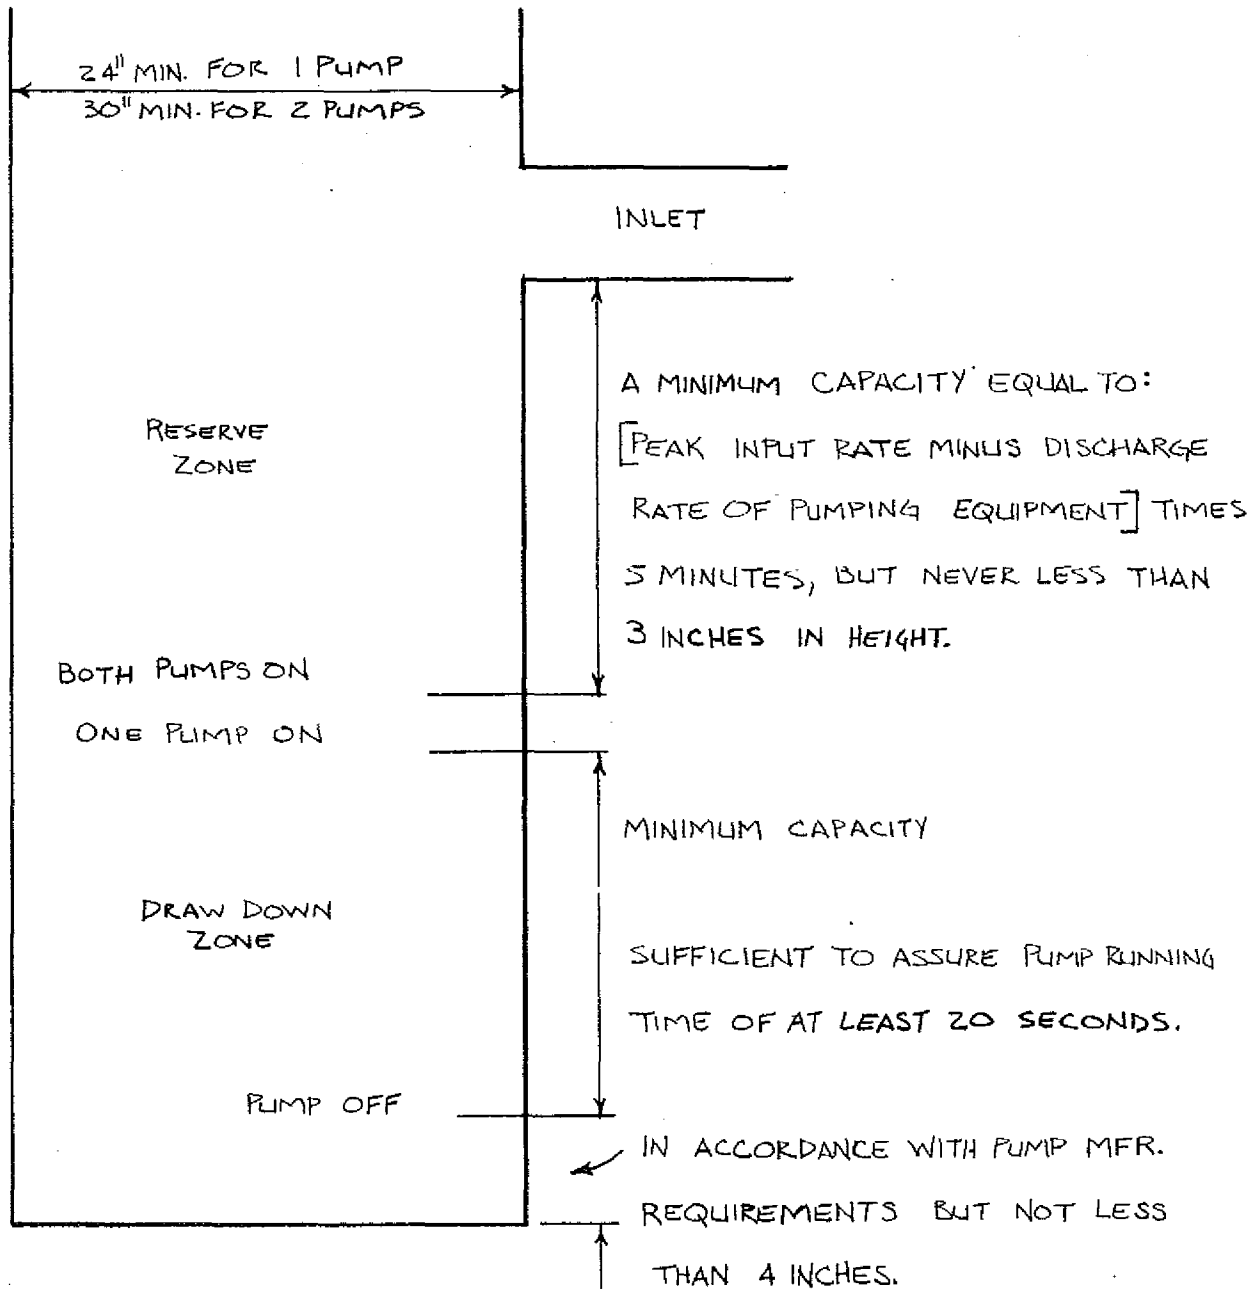 24" MIN. FOR 1 PUMP
30" MIN. FOR 2 PUMPS
INLET
A MINIMUM CAPACITY EQUAL TO:
[PEAK INPUT RATE MINUS DISCHARGE
RATE OF PUMPING EQUIPMENT] TIMES
5 MINUTES, BUT NEVER LESS THAN
3 INCHES IN HEIGHT.
RESERVE
ZONE
BOTH PUMPS ON
ONE PUMP ON
MINIMUM CAPACITY
SUFFICIENT TO ASSURE PUMP RUNNING
TIME OF AT LEAST 20 SECONDS.
DRAW DOWN
ZONE
PUMP OFF
IN ACCORDANCE WITH PUMP MFR.
REQUIREMENTS BUT NOT LESS
THAN 4 INCHES.